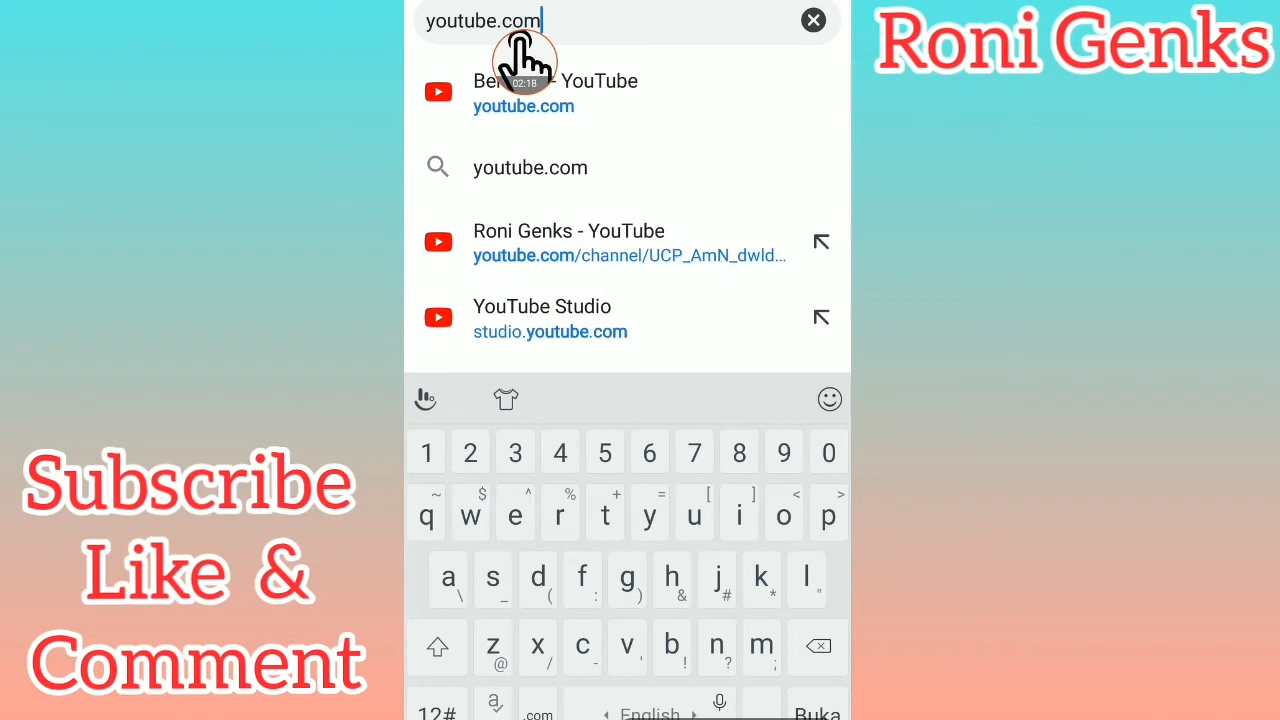 youtube.com
Roni Genks
02:18
- YouTube
youtube.com
youtube.com
Roni Genks - YouTube
youtube.com/channel/UCP_AmN_dwld...
YouTube Studio
studio.youtube.com
Subscribe
Like &
Comment
1 2 3 4 5 6 7 8 9 0
~ $ ^ % + = [ ] < >
q w e r t y u i o p
a s d f g h j k l
\ _ ( : ) & # * "
z x c v b n m
@ / - ' ! ? ;
12# .com English Buka